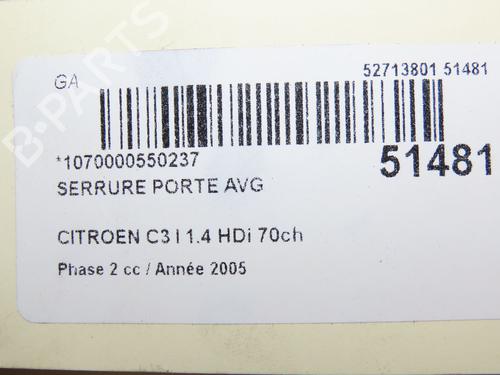 GA
52713801 51481
*1070000550237
51481
SERRURE PORTE AVG
CITROEN C3 I 1.4 HDi 70ch
Phase 2 cc / Année 2005
B-PARTS